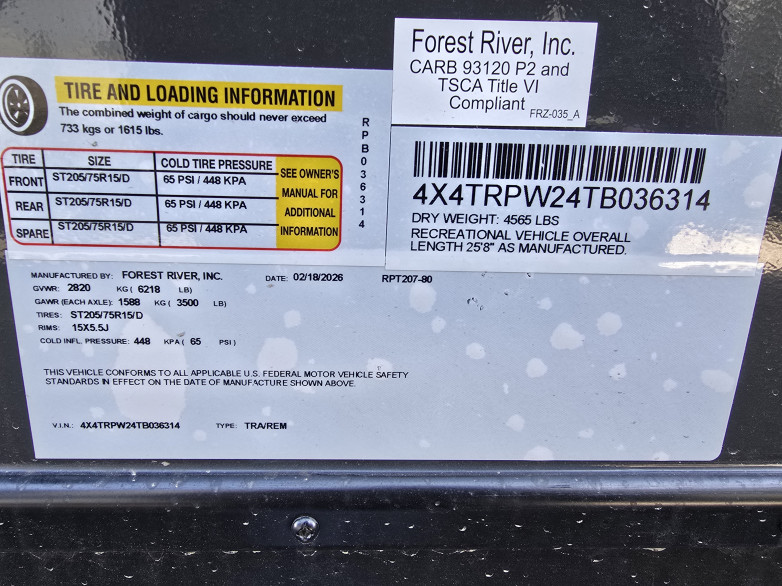 Forest River, Inc.
CARB 93120 P2 and
TSCA Title VI
Compliant
FRZ-035_A
TIRE AND LOADING INFORMATION
The combined weight of cargo should never exceed
733 kgs or 1615 lbs.
TIRE SIZE COLD TIRE PRESSURE
FRONT ST205/75R15/D 65 PSI / 448 KPA
REAR ST205/75R15/D 65 PSI / 448 KPA
SPARE ST205/75R15/D 65 PSI / 448 KPA
SEE OWNER'S
MANUAL FOR
ADDITIONAL
INFORMATION
RPB036314
4X4TRPW24TB036314
DRY WEIGHT: 4565 LBS
RECREATIONAL VEHICLE OVERALL
LENGTH 25'8" AS MANUFACTURED.
MANUFACTURED BY: FOREST RIVER, INC. DATE: 02/18/2026 RPT207-80
GVWR: 2820 KG ( 6218 LB)
GAWR (EACH AXLE): 1588 KG ( 3500 LB)
TIRES: ST205/75R15/D
RIMS: 15X5.5J
COLD INFL. PRESSURE: 448 KPA ( 65 PSI )
THIS VEHICLE CONFORMS TO ALL APPLICABLE U.S. FEDERAL MOTOR VEHICLE SAFETY
STANDARDS IN EFFECT ON THE DATE OF MANUFACTURE SHOWN ABOVE.
V.I.N.: 4X4TRPW24TB036314 TYPE: TRA/REM